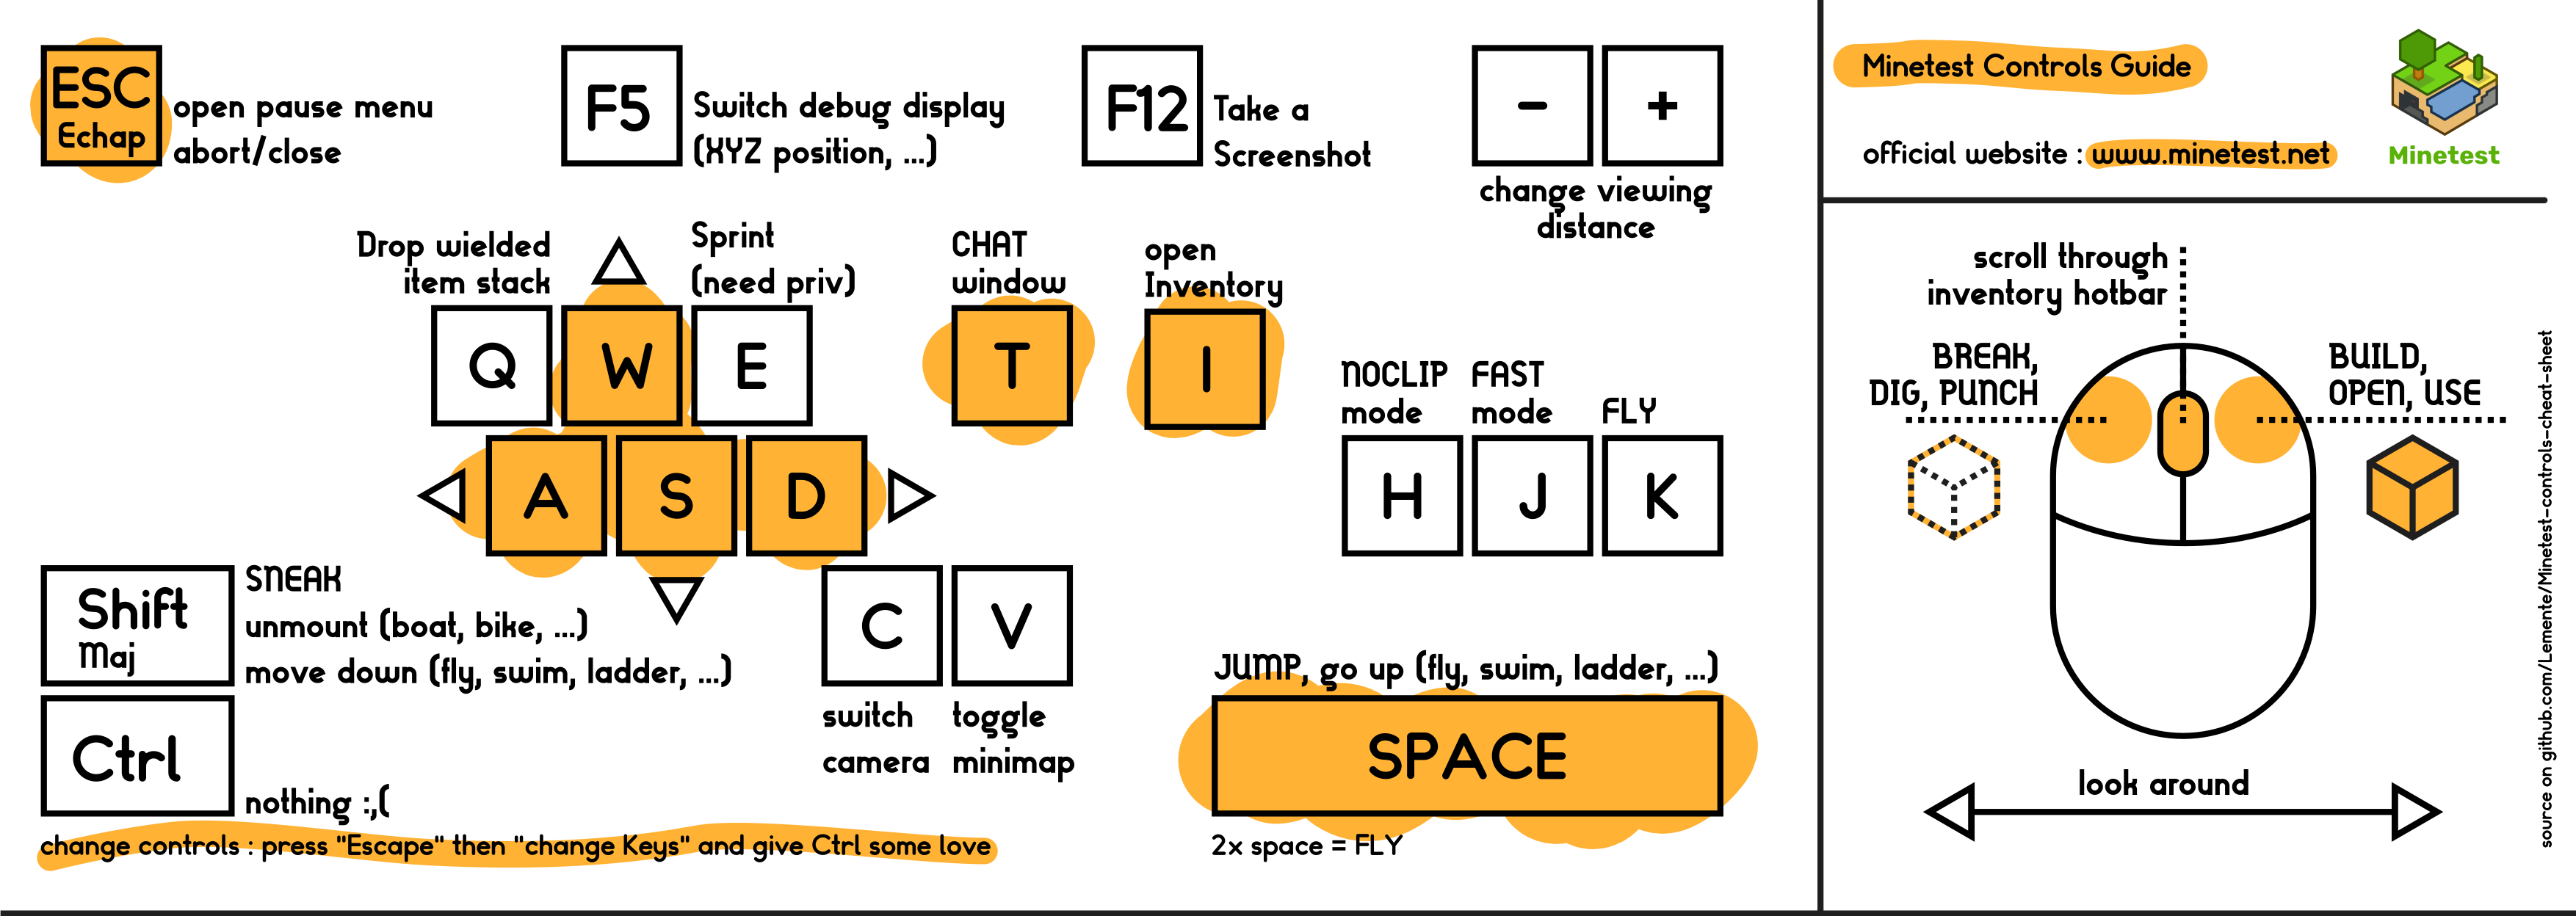 ESC
Echap
open pause menu
abort/close
F5
Switch debug display
(XYZ position, ...)
F12
Take a
Screenshot
-
+
change viewing
distance
Drop wielded
item stack
Sprint
(need priv)
CHAT
window
open
Inventory
Q
W
E
T
I
NOCLIP
mode
FAST
mode
FLY
A
S
D
H
J
K
Shift
Maj
SNEAK
unmount (boat, bike, ...)
move down (fly, swim, ladder, ...)
C
V
switch
camera
toggle
minimap
JUMP, go up (fly, swim, ladder, ...)
SPACE
2x space = FLY
Ctrl
nothing :,(
change controls : press "Escape" then "change Keys" and give Ctrl some love
Minetest Controls Guide
official website : www.minetest.net
Minetest
scroll through
inventory hotbar
BREAK,
DIG, PUNCH
BUILD,
OPEN, USE
look around
source on github.com/Lemente/Minetest-controls-cheat-sheet